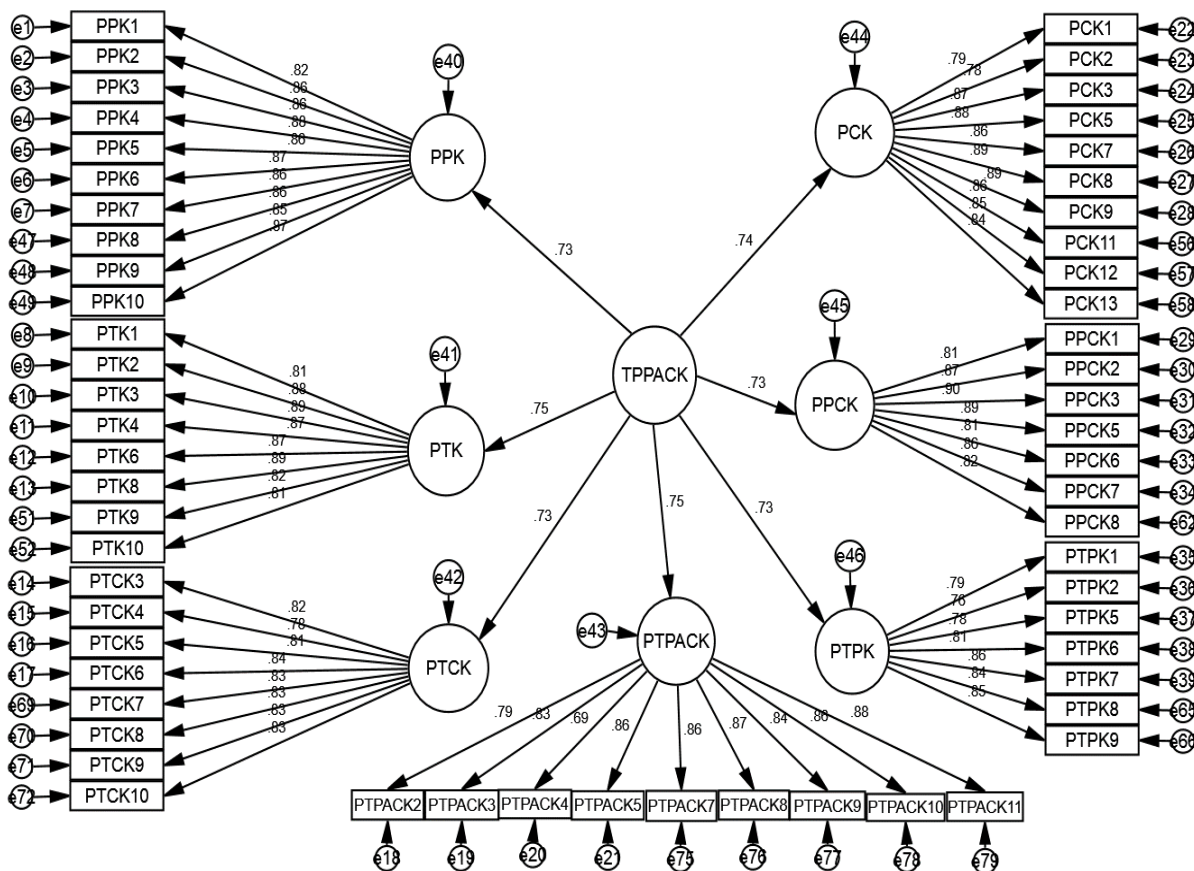 e1
PPK1
e2
PPK2
e3
PPK3
e4
PPK4
e5
PPK5
e6
PPK6
e7
PPK7
e47
PPK8
e48
PPK9
e49
PPK10
.82
.86
.86
.88
.86
.87
.86
.86
.85
.87
e40
PPK
.73
e8
PTK1
e9
PTK2
e10
PTK3
e11
PTK4
e12
PTK6
e13
PTK8
e51
PTK9
e52
PTK10
.81
.88
.89
.87
.87
.89
.82
.81
e41
PTK
.75
e14
PTCK3
e15
PTCK4
e16
PTCK5
e17
PTCK6
e69
PTCK7
e70
PTCK8
e71
PTCK9
e72
PTCK10
.82
.78
.81
.84
.83
.83
.83
.83
e42
PTCK
.73
TPPACK
e44
PCK
.74
.79
.78
.87
.88
.86
.89
.89
.86
.85
.84
PCK1
e22
PCK2
e23
PCK3
e24
PCK5
e25
PCK7
e26
PCK8
e27
PCK9
e28
PCK11
e56
PCK12
e57
PCK13
e58
e45
PPCK
.73
.81
.87
.90
.89
.81
.86
.82
PPCK1
e29
PPCK2
e30
PPCK3
e31
PPCK5
e32
PPCK6
e33
PPCK7
e34
PPCK8
e62
e46
PTPK
.73
.79
.76
.78
.81
.86
.84
.85
PTPK1
e35
PTPK2
e36
PTPK5
e37
PTPK6
e38
PTPK7
e39
PTPK8
e65
PTPK9
e66
.75
e43
PTPACK
.79
.83
.69
.86
.86
.87
.84
.88
PTPACK2
PTPACK3
PTPACK4
PTPACK5
PTPACK7
PTPACK8
PTPACK9
PTPACK10
PTPACK11
e18
e19
e20
e21
e75
e76
e77
e78
e79